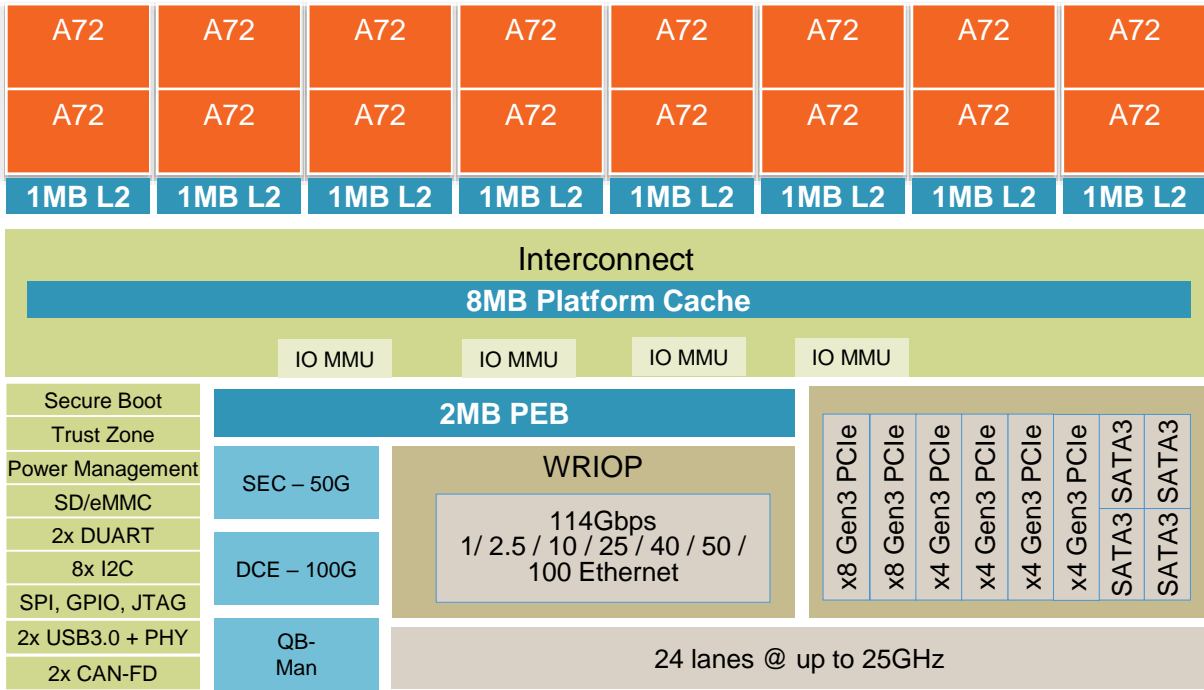 A72 A72 A72 A72 A72 A72 A72 A72
A72 A72 A72 A72 A72 A72 A72 A72
1MB L2 1MB L2 1MB L2 1MB L2 1MB L2 1MB L2 1MB L2 1MB L2
Interconnect
8MB Platform Cache
IO MMU IO MMU IO MMU IO MMU
Secure Boot
Trust Zone
Power Management
SD/eMMC
2x DUART
8x I2C
SPI, GPIO, JTAG
2x USB3.0 + PHY
2x CAN-FD
2MB PEB
SEC – 50G
DCE – 100G
QB-
Man
WRIOP
114Gbps
1/ 2.5 / 10 / 25 / 40 / 50 /
100 Ethernet
x8 Gen3 PCIe
x8 Gen3 PCIe
x4 Gen3 PCIe
x4 Gen3 PCIe
x4 Gen3 PCIe
x4 Gen3 PCIe
SATA3 SATA3
SATA3 SATA3
24 lanes @ up to 25GHz